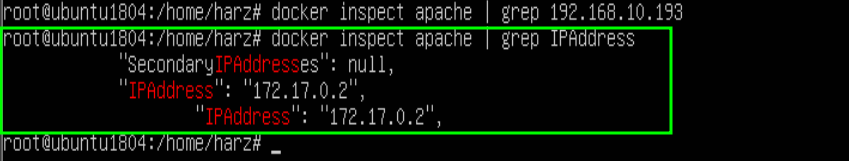 root@ubuntu1804:/home/harz# docker inspect apache | grep 192.168.10.193
root@ubuntu1804:/home/harz# docker inspect apache | grep IPAddress
"SecondaryIPAddresses": null,
"IPAddress": "172.17.0.2",
"IPAddress": "172.17.0.2",
root@ubuntu1804:/home/harz# _